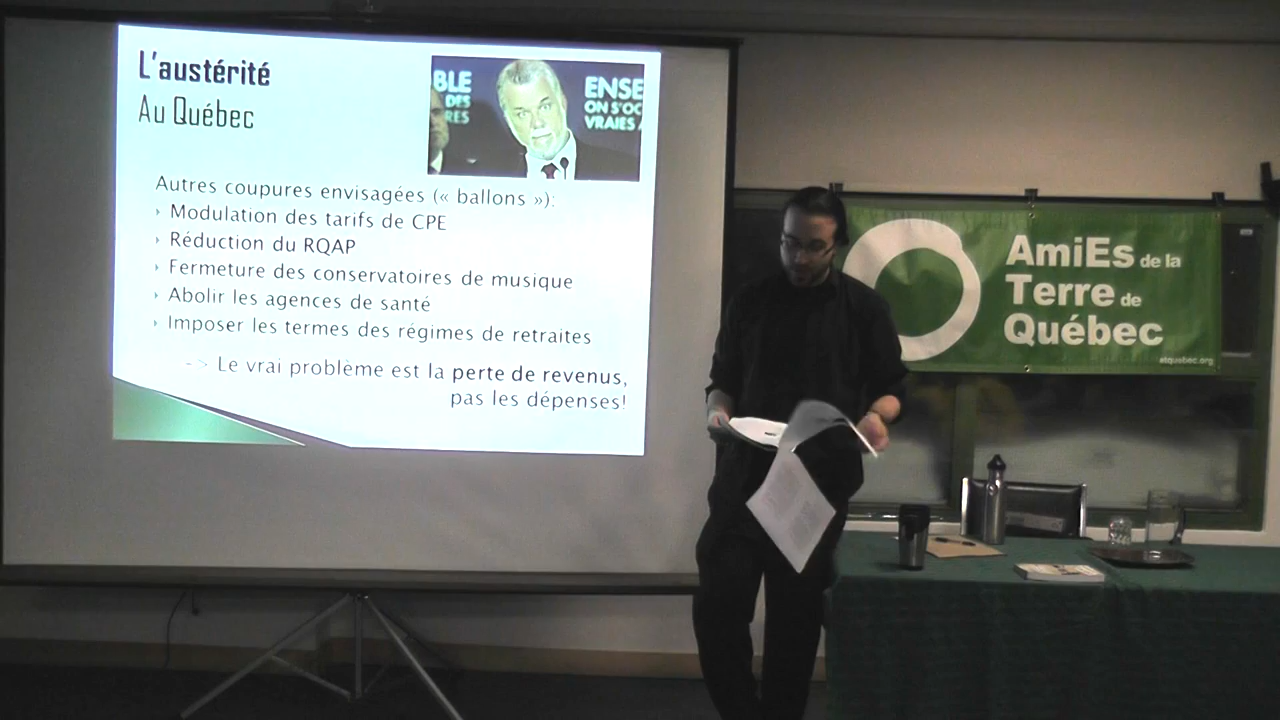 L'austérité
Au Québec
BLE
DES
RES
ENSE
ON S'OC
VRAIES
Autres coupures envisagées (« ballons »):
Modulation des tarifs de CPE
Réduction du RQAP
Fermeture des conservatoires de musique
Abolir les agences de santé
Imposer les termes des régimes de retraites
-> Le vrai problème est la perte de revenus,
pas les dépenses!
AmiEs de la
Terre de
Québec
atquebec.org